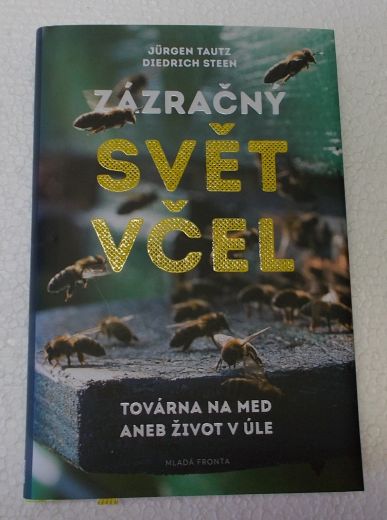 JÜRGEN TAUTZ
DIEDRICH STEEN
ZÁZRAČNÝ
SVĚT
VČEL
TOVÁRNA NA MED
ANEB ŽIVOT V ÚLE
MLADÁ FRONTA